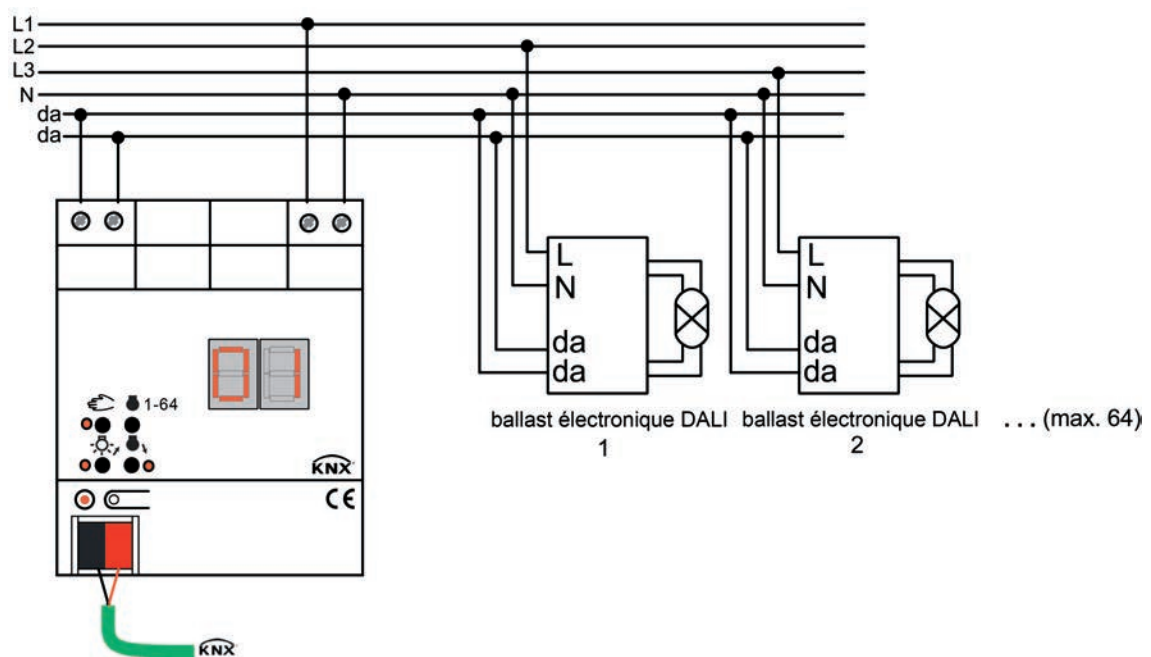 L1
L2
L3
N
da
da
L
N
da
da
L
N
da
da
01
1-64
KNX
CE
KNX
ballast électronique DALI
1
ballast électronique DALI
2
. . . (max. 64)